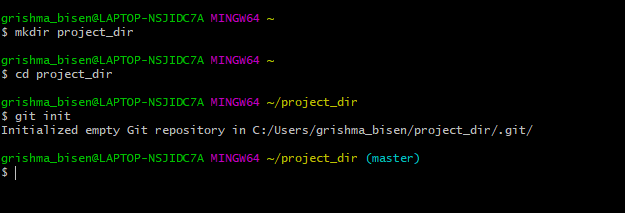 grishma_bisen@LAPTOP-NSJIDC7A MINGW64 ~
$ mkdir project_dir
grishma_bisen@LAPTOP-NSJIDC7A MINGW64 ~
$ cd project_dir
grishma_bisen@LAPTOP-NSJIDC7A MINGW64 ~/project_dir
$ git init
Initialized empty Git repository in C:/Users/grishma_bisen/project_dir/.git/
grishma_bisen@LAPTOP-NSJIDC7A MINGW64 ~/project_dir (master)
$